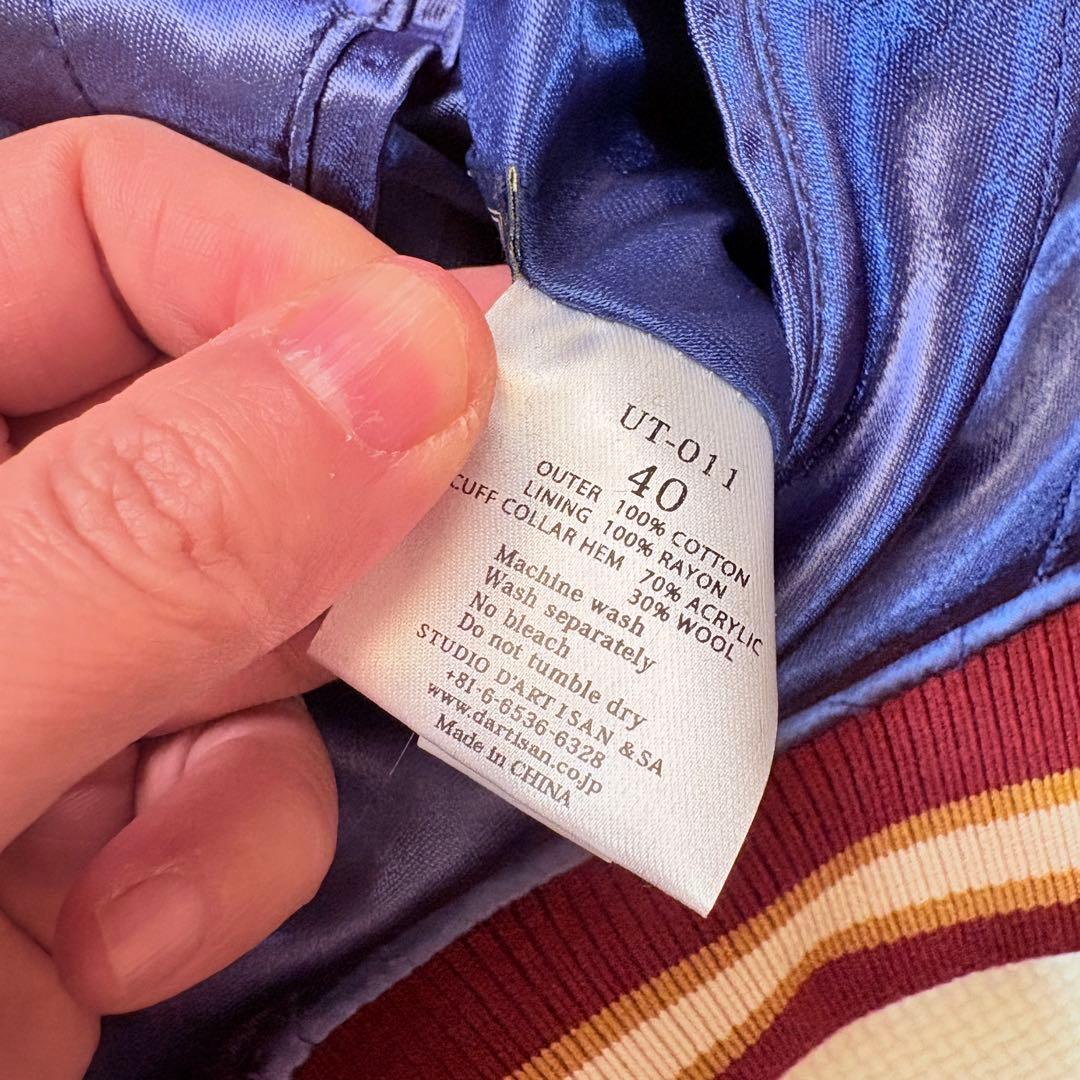 UT-011
40
OUTER 100% COTTON
LINING 100% RAYON
CUFF COLLAR HEM 70% ACRYLIC
30% WOOL
Machine wash
Wash separately
No bleach
Do not tumble dry
STUDIO D'ARTISAN & SA
+81-6-6536-6328
www.dartisan.co.jp
Made in CHINA